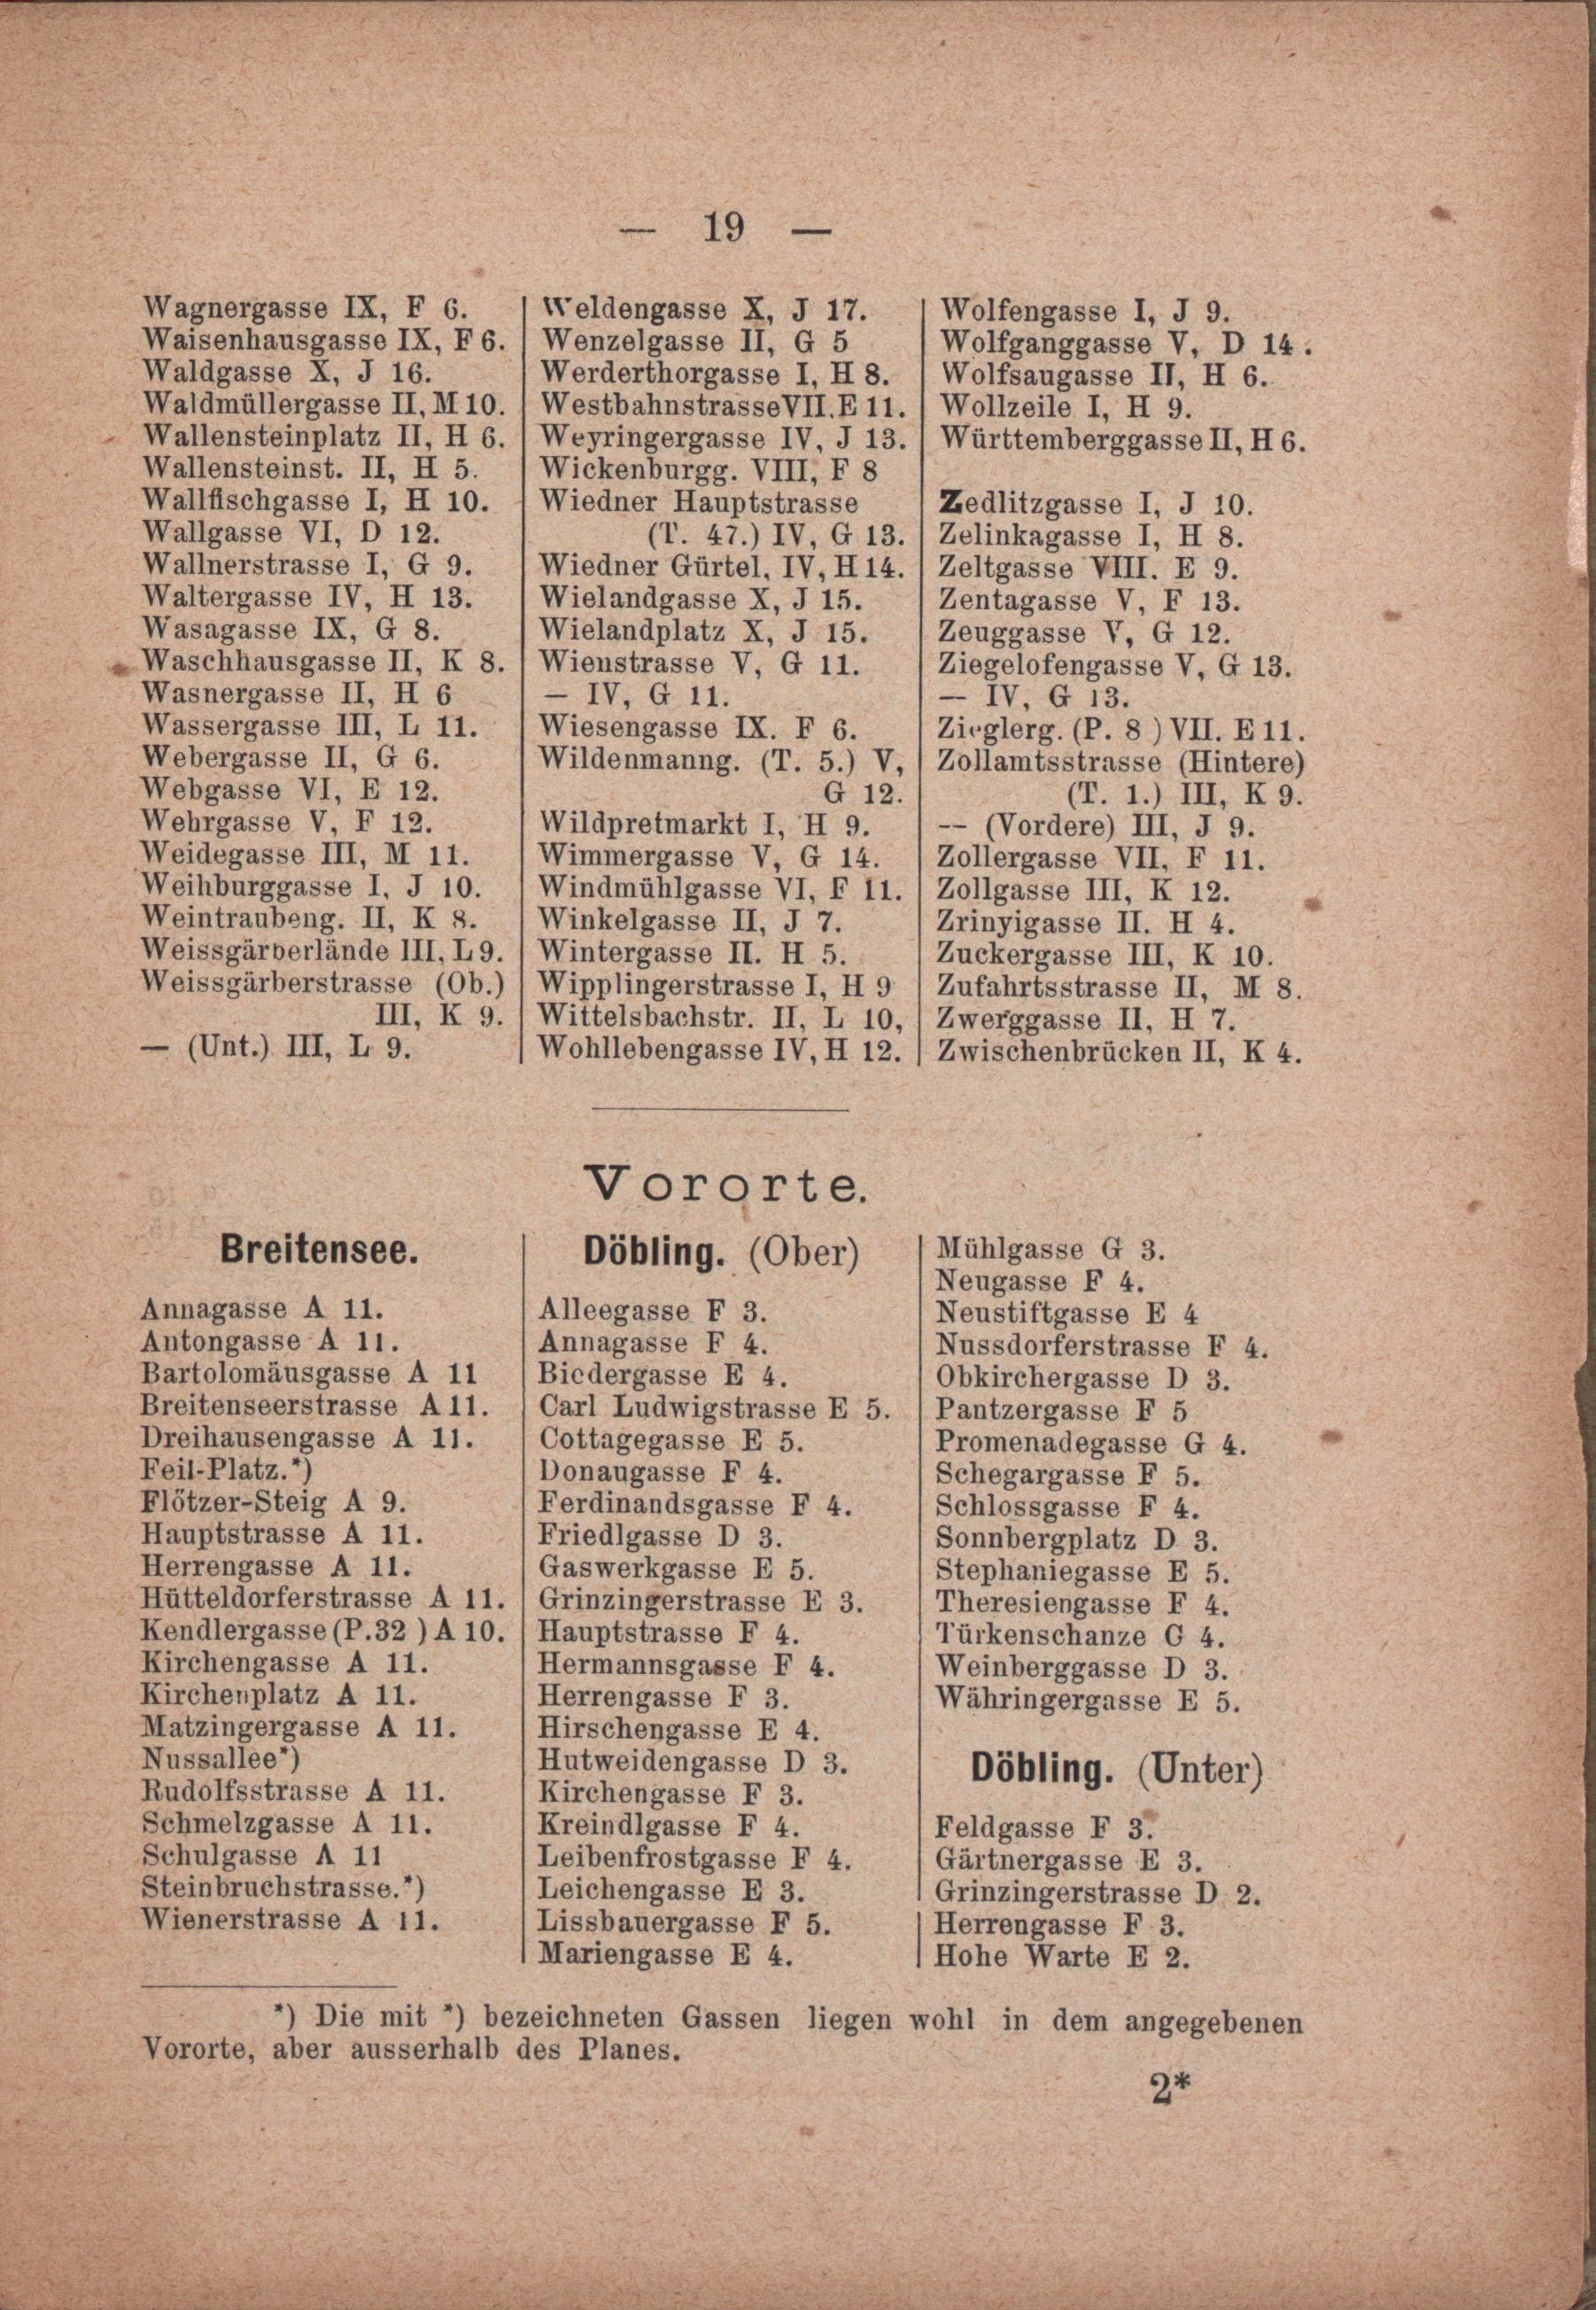 — 19 —
Wagnergasse IX, F 6.
Waisenhausgasse IX, F 6.
Waldgasse X, J 16.
Waldmüllergasse II, M 10.
Wallensteinplatz II, H 6.
Wallensteinst. II, H 5.
Wallfischgasse I, H 10.
Wallgasse VI, D 12.
Wallnerstrasse I, G 9.
Waltergasse IV, H 13.
Wasagasse IX, G 8.
Waschhausgasse II, K 8.
Wasnergasse II, H 6
Wassergasse III, L 11.
Webergasse II, G 6.
Webgasse VI, E 12.
Wehrgasse V, F 12.
Weidegasse III, M 11.
Weihburggasse I, J 10.
Weintraubeng. II, K 8.
Weissgärberlände III, L 9.
Weissgärberstrasse (Ob.)
III, K 9.
— (Unt.) III, L 9.
Weldengasse X, J 17.
Wenzelgasse II, G 5
Werderthorgasse I, H 8.
Westbahnstrasse VII. E 11.
Weyringergasse IV, J 13.
Wickenburgg. VIII, F 8
Wiedner Hauptstrasse
(T. 47.) IV, G 13.
Wiedner Gürtel, IV, H 14.
Wielandgasse X, J 15.
Wielandplatz X, J 15.
Wienstrasse V, G 11.
— IV, G 11.
Wiesengasse IX. F 6.
Wildenmanng. (T. 5.) V,
G 12.
Wildpretmarkt I, H 9.
Wimmergasse V, G 14.
Windmühlgasse VI, F 11.
Winkelgasse II, J 7.
Wintergasse II. H 5.
Wipplingerstrasse I, H 9
Wittelsbachstr. II, L 10,
Wohllebengasse IV, H 12.
Wolfengasse I, J 9.
Wolfganggasse V, D 14.
Wolfsaugasse II, H 6.
Wollzeile I, H 9.
Württemberggasse II, H 6.
Zedlitzgasse I, J 10.
Zelinkagasse I, H 8.
Zeltgasse VIII. E 9.
Zentagasse V, F 13.
Zeuggasse V, G 12.
Ziegelofengasse V, G 13.
— IV, G 13.
Zieglerg. (P. 8) VII. E 11.
Zollamtsstrasse (Hintere)
(T. 1.) III, K 9.
— (Vordere) III, J 9.
Zollergasse VII, F 11.
Zollgasse III, K 12.
Zrinyigasse II. H 4.
Zuckergasse III, K 10.
Zufahrtsstrasse II, M 8.
Zwerggasse II, H 7.
Zwischenbrücken II, K 4.
Vororte.
Breitensee.
Annagasse A 11.
Antongasse A 11.
Bartolomäusgasse A 11
Breitenseerstrasse A 11.
Dreihausengasse A 11.
Feil-Platz.*)
Flötzer-Steig A 9.
Hauptstrasse A 11.
Herrengasse A 11.
Hütteldorferstrasse A 11.
Kendlergasse (P. 32) A 10.
Kirchengasse A 11.
Kirchenplatz A 11.
Matzingergasse A 11.
Nussallee*)
Rudolfsstrasse A 11.
Schmelzgasse A 11.
Schulgasse A 11
Steinbruchstrasse.*)
Wienerstrasse A 11.
Döbling. (Ober)
Alleegasse F 3.
Annagasse F 4.
Biedergasse E 4.
Carl Ludwigstrasse E 5.
Cottagegasse E 5.
Donaugasse F 4.
Ferdinandsgasse F 4.
Friedlgasse D 3.
Gaswerkgasse E 5.
Grinzingerstrasse E 3.
Hauptstrasse F 4.
Hermannsgasse F 4.
Herrengasse F 3.
Hirschengasse E 4.
Hutweidengasse D 3.
Kirchengasse F 3.
Kreindlgasse F 4.
Leibenfrostgasse F 4.
Leichengasse E 3.
Lissbauergasse F 5.
Mariengasse E 4.
Mühlgasse G 3.
Neugasse F 4.
Neustiftgasse E 4
Nussdorferstrasse F 4.
Obkirchergasse D 3.
Pantzergasse F 5
Promenadegasse G 4.
Schegargasse F 5.
Schlossgasse F 4.
Sonnbergplatz D 3.
Stephaniegasse E 5.
Theresiengasse F 4.
Türkenschanze C 4.
Weinberggasse D 3.
Währingergasse E 5.
Döbling. (Unter)
Feldgasse F 3.
Gärtnergasse E 3.
Grinzingerstrasse D 2.
Herrengasse F 3.
Hohe Warte E 2.
*) Die mit *) bezeichneten Gassen liegen wohl in dem angegebenen
Vororte, aber ausserhalb des Planes.
2*